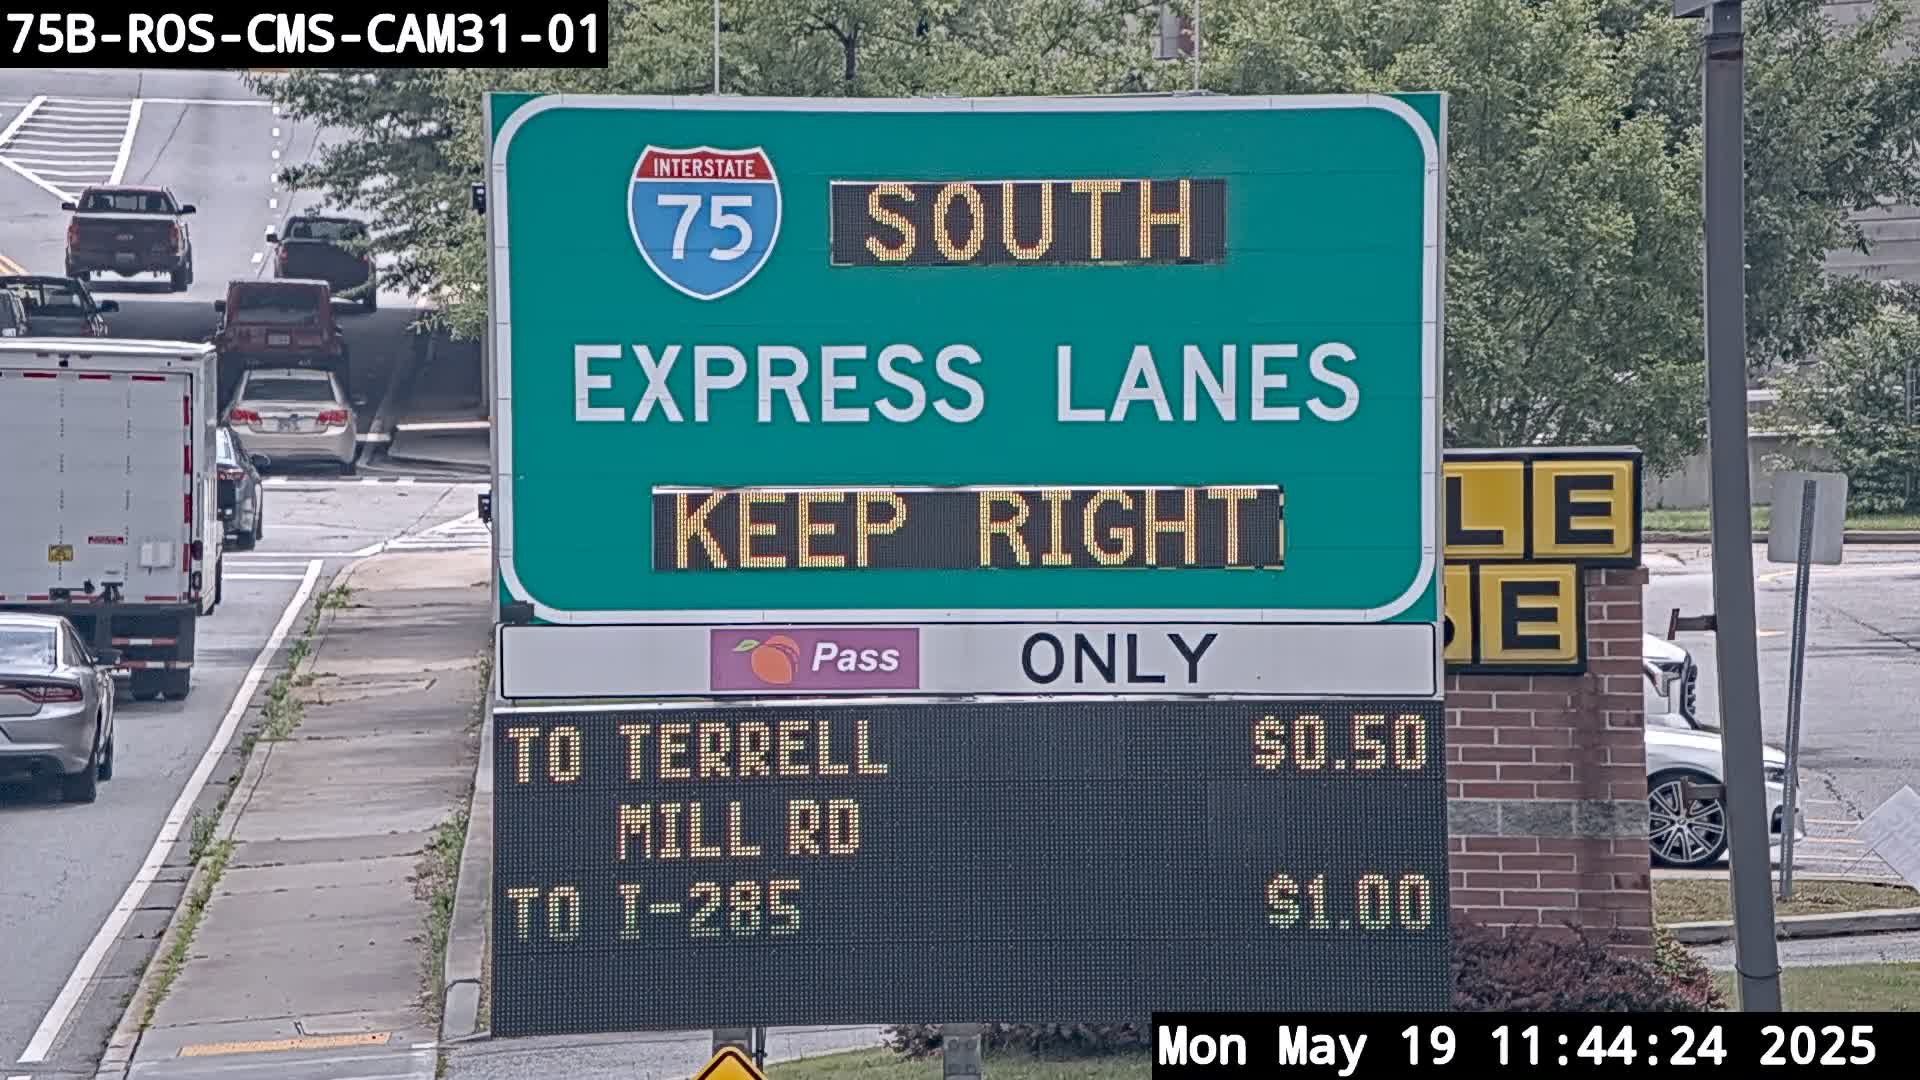 75B-ROS-CMS-CAM31-01
INTERSTATE
75
SOUTH
EXPRESS LANES
KEEP RIGHT
Pass ONLY
TO TERRELL $0.50
MILL RD
TO I-285 $1.00
LE
E
Mon May 19 11:44:24 2025